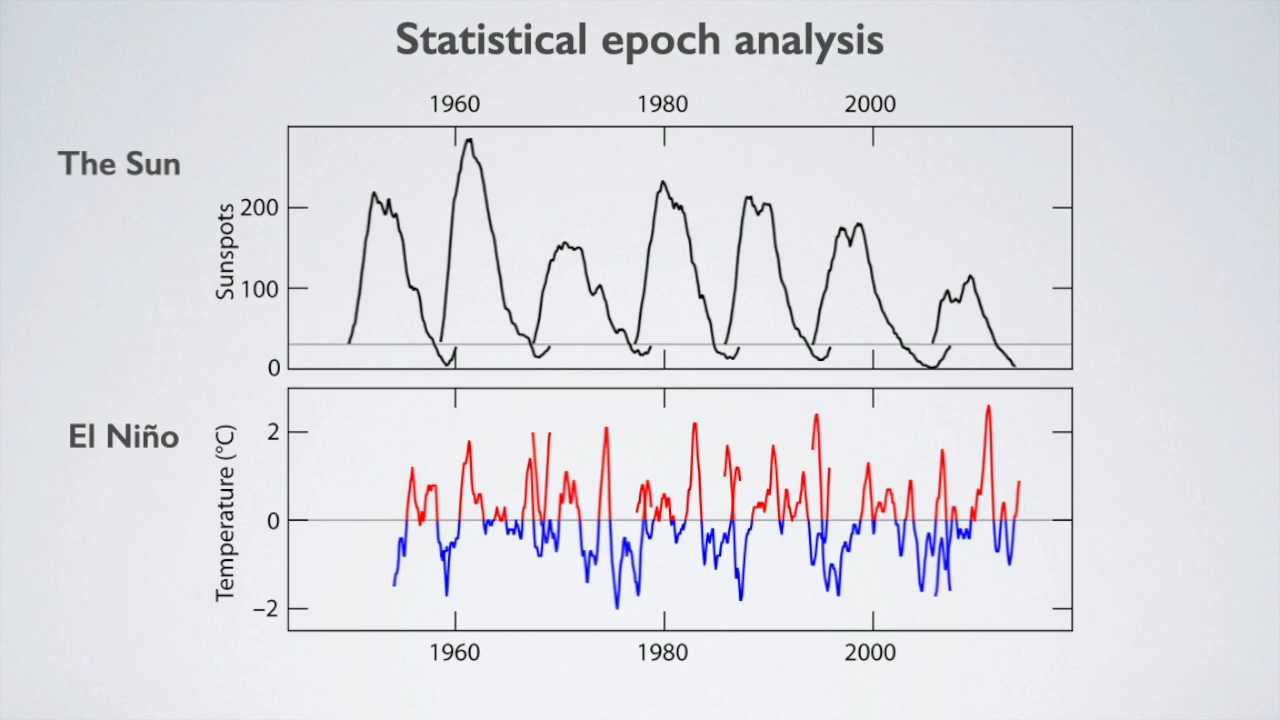 Statistical epoch analysis
1960 1980 2000
The Sun
Sunspots
200
100
0
El Niño
Temperature (°C)
2
0
−2
1960 1980 2000